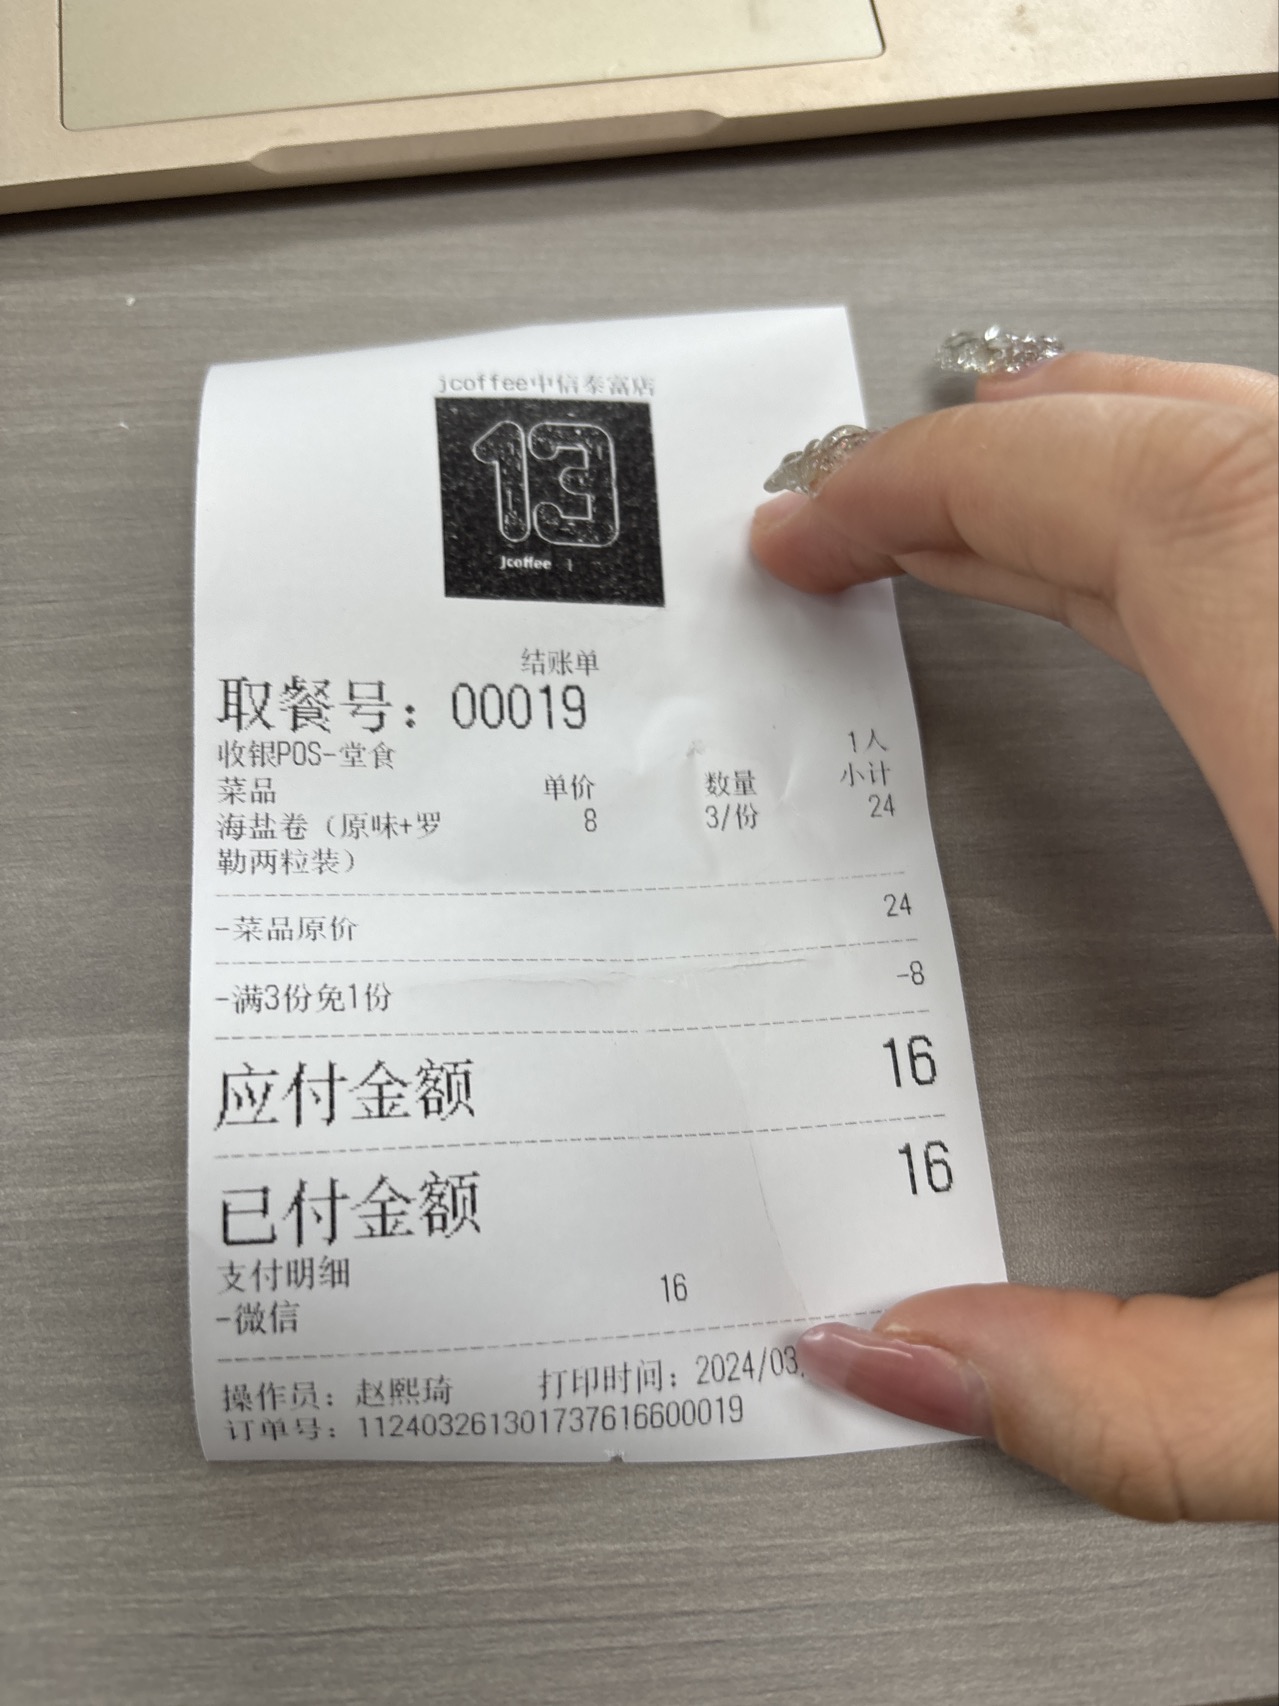 jcoffee中信泰富店
13
jcoffee
结账单
取餐号：00019
收银POS-堂食 1人
菜品 单价 数量 小计
海盐卷（原味+罗 8 3/份 24
勒两粒装）
-菜品原价 24
-满3份免1份 -8
应付金额 16
已付金额 16
支付明细
-微信 16
操作员：赵熙琦 打印时间：2024/03
订单号：112403261301737616600019